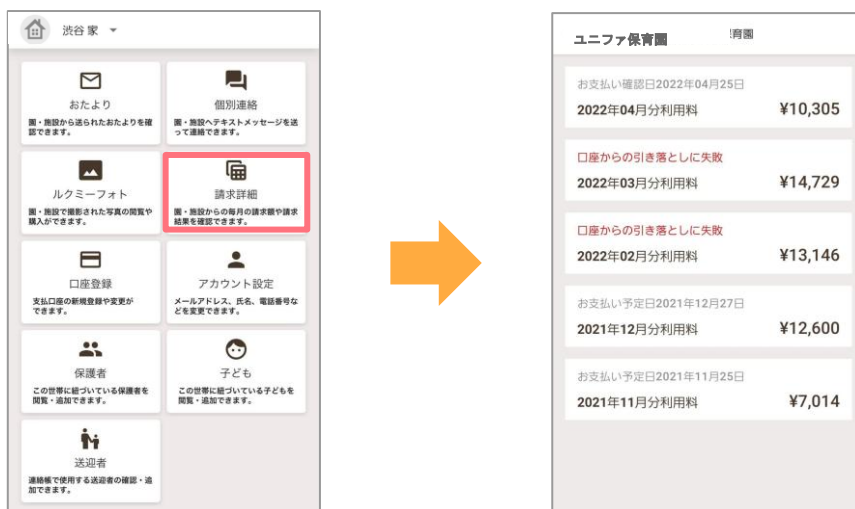 渋谷 家
おたより
園・施設から送られたおたよりを確
認できます。
個別連絡
園・施設へテキストメッセージを送
って連絡できます。
ルクミーフォト
園・施設で撮影された写真の閲覧や
購入ができます。
請求詳細
園・施設からの毎月の請求額や請求
結果を確認できます。
口座登録
支払口座の新規登録や変更が
できます。
アカウント設定
メールアドレス、氏名、電話番号な
どを変更できます。
保護者
この世帯に紐づいている保護者を
閲覧・追加できます。
子ども
この世帯に紐づいている子どもを
閲覧・追加できます。
送迎者
連絡帳で使用する送迎者の確認・追
加できます。
ユニファ保育園
育園
お支払い確認日2022年04月25日
2022年04月分利用料 ¥10,305
口座からの引き落としに失敗
2022年03月分利用料 ¥14,729
口座からの引き落としに失敗
2022年02月分利用料 ¥13,146
お支払い予定日2021年12月27日
2021年12月分利用料 ¥12,600
お支払い予定日2021年11月25日
2021年11月分利用料 ¥7,014